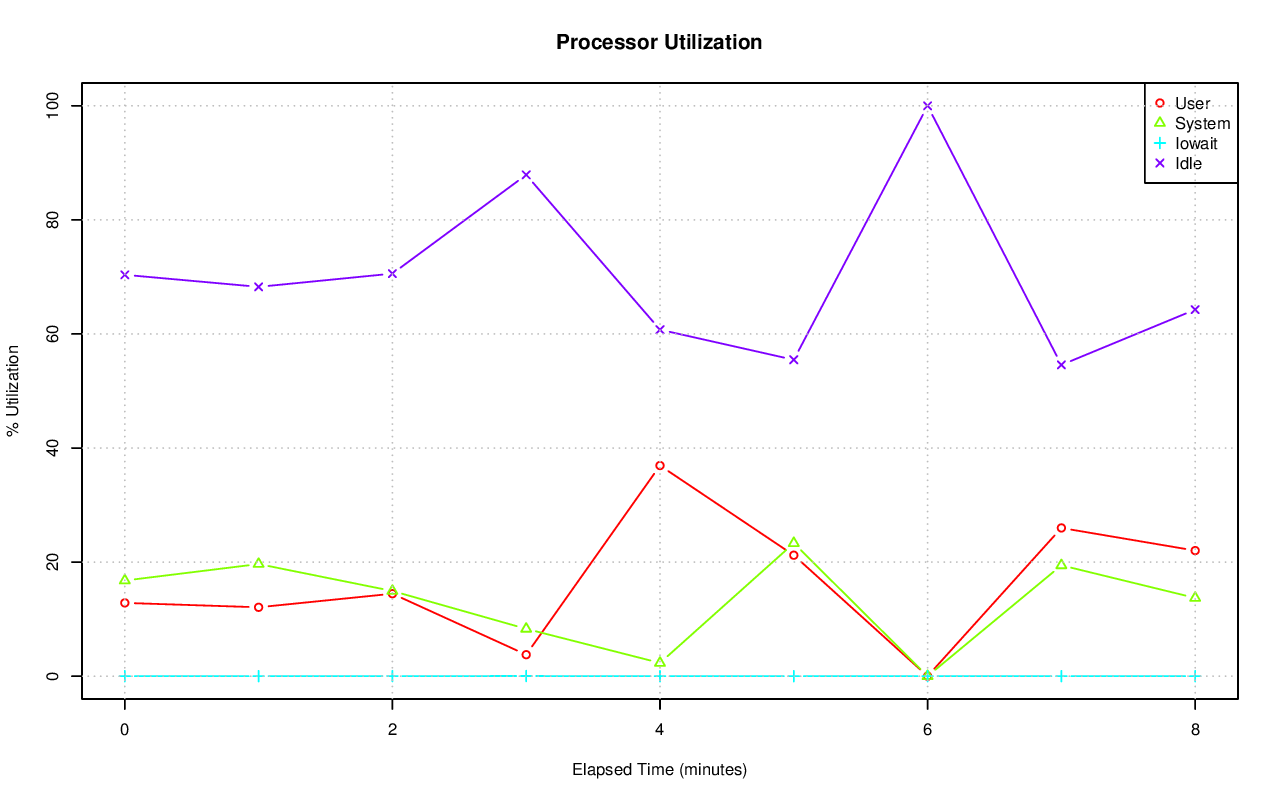 Processor Utilization
User
System
Iowait
Idle
% Utilization
100
80
60
40
20
0
0 2 4 6 8
Elapsed Time (minutes)